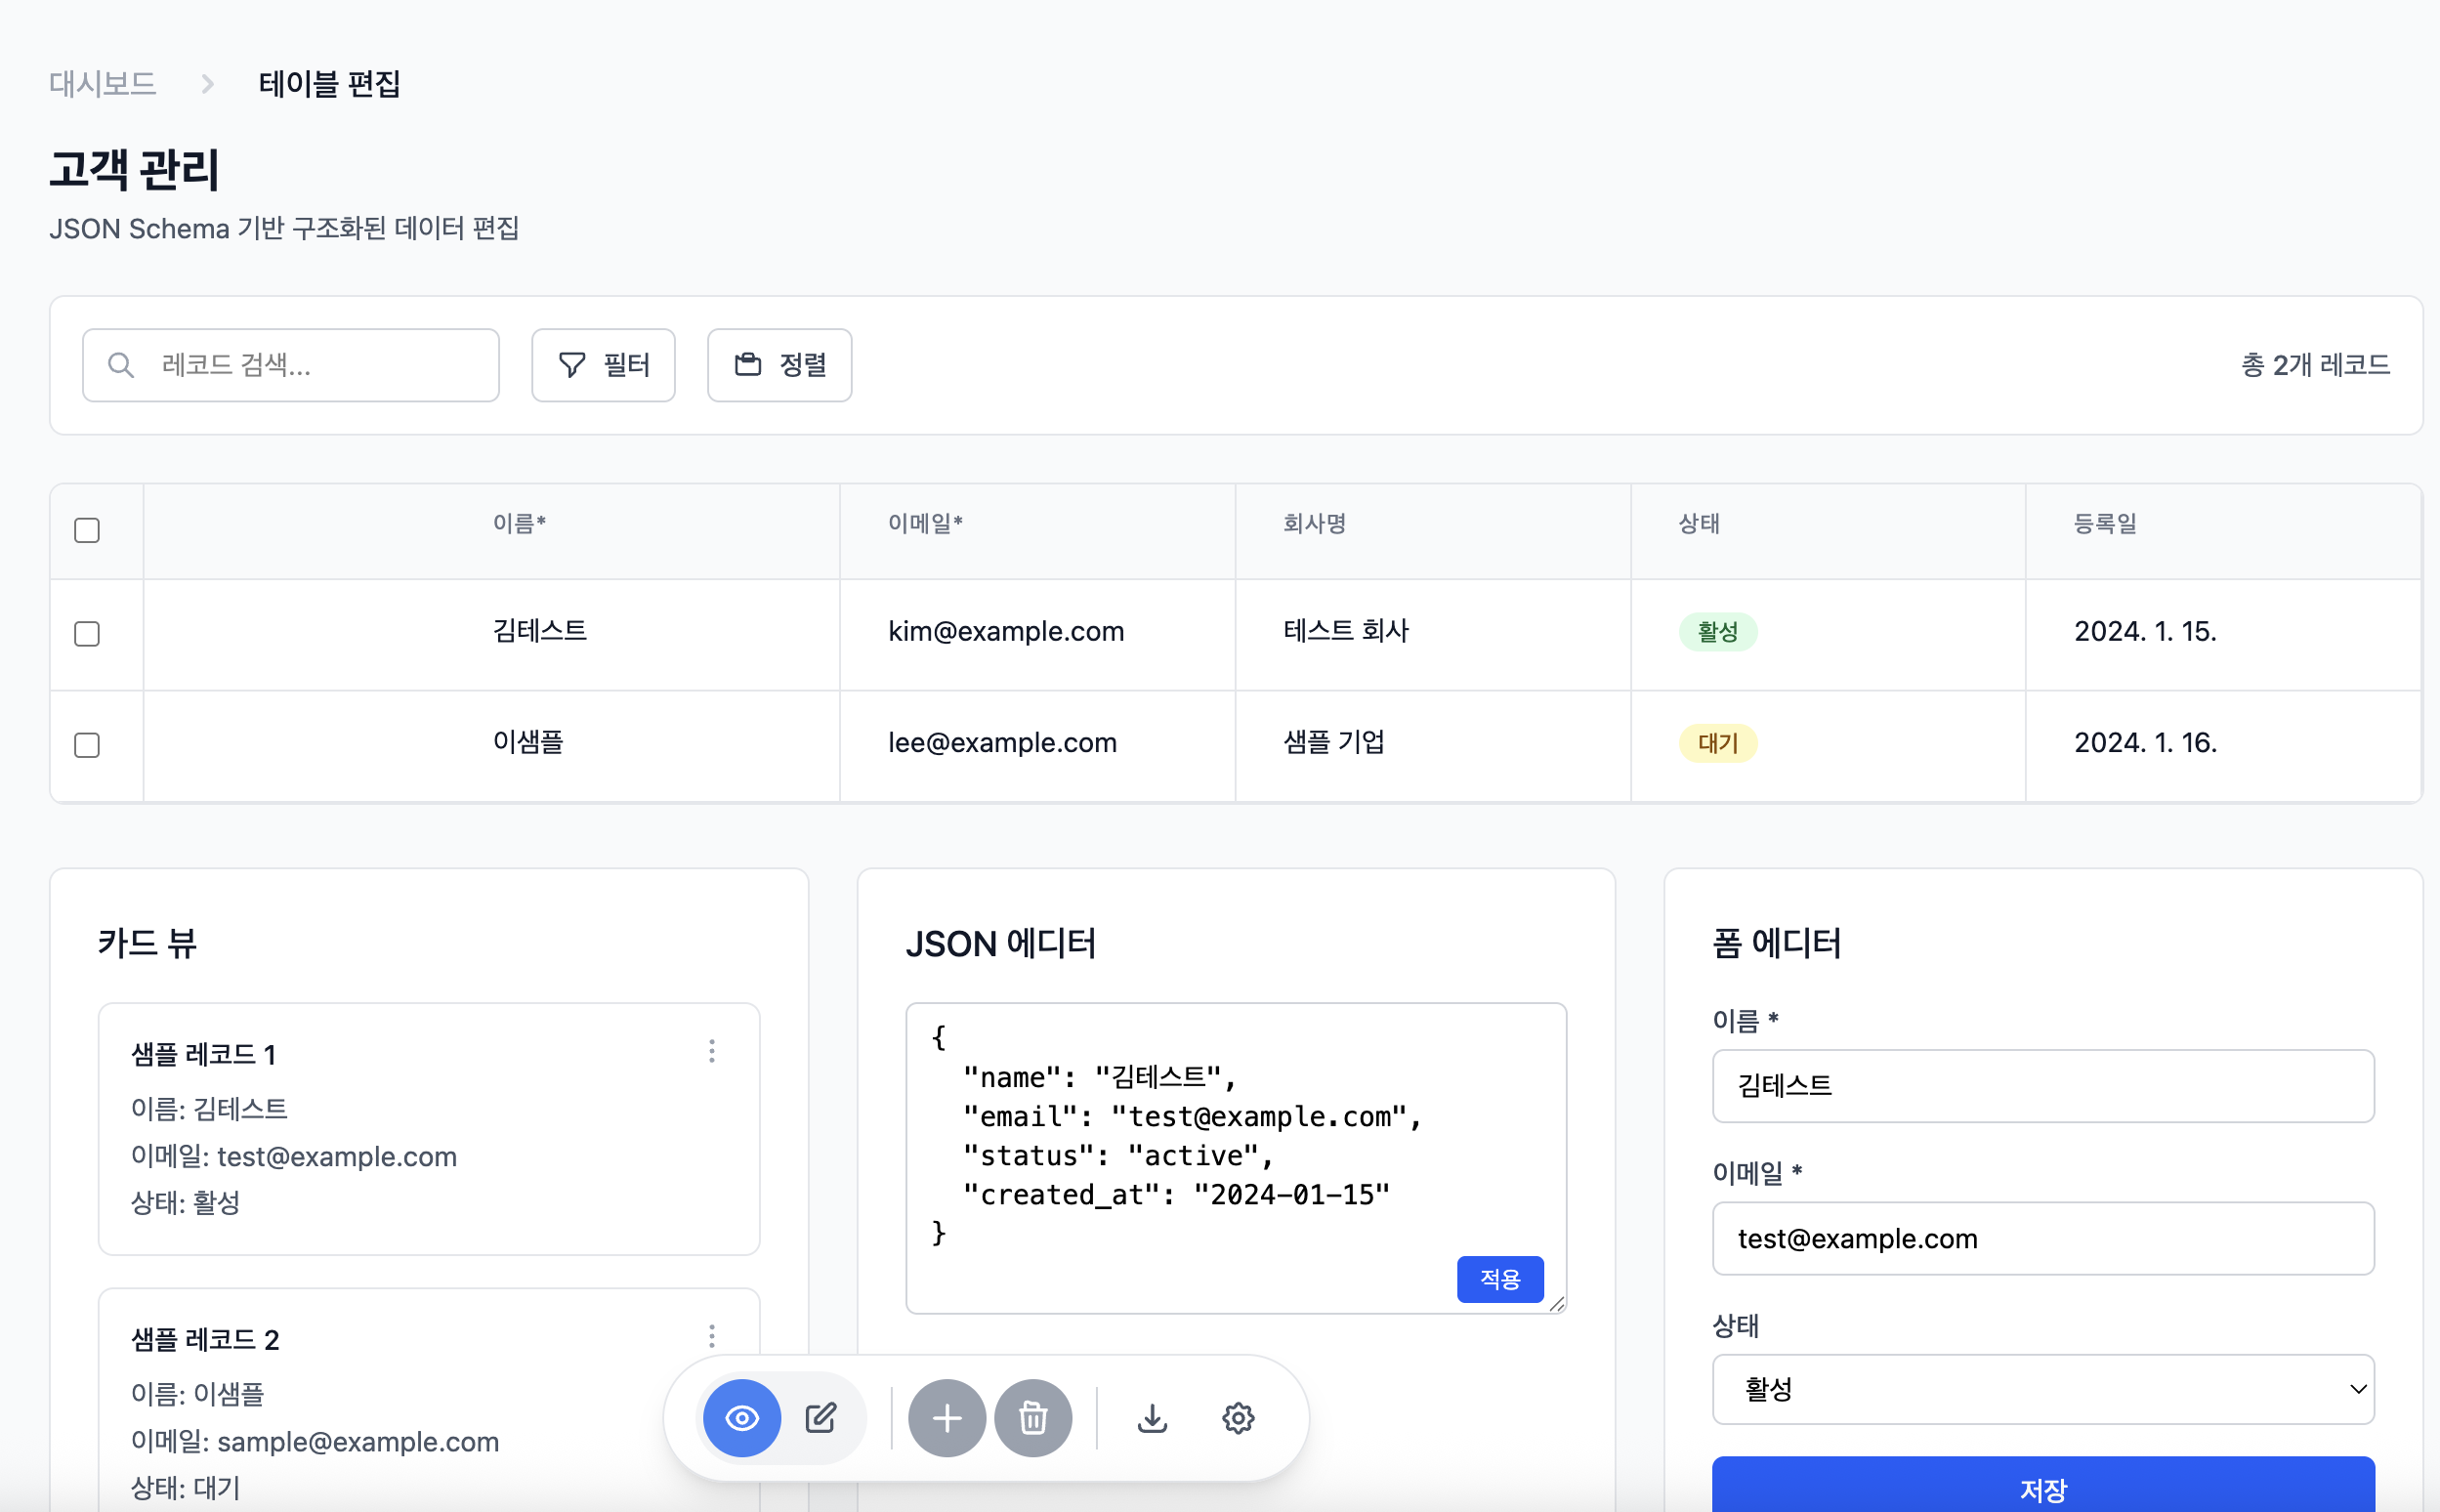 대시보드 > 테이블 편집
고객 관리
JSON Schema 기반 구조화된 데이터 편집
레코드 검색...
필터
정렬
총 2개 레코드
이름* 이메일* 회사명 상태 등록일
김테스트 kim@example.com 테스트 회사 활성 2024. 1. 15.
이샘플 lee@example.com 샘플 기업 대기 2024. 1. 16.
카드 뷰
샘플 레코드 1
이름: 김테스트
이메일: test@example.com
상태: 활성
샘플 레코드 2
이름: 이샘플
이메일: sample@example.com
상태: 대기
JSON 에디터
{
"name": "김테스트",
"email": "test@example.com",
"status": "active",
"created_at": "2024-01-15"
}
적용
폼 에디터
이름 *
김테스트
이메일 *
test@example.com
상태
활성
저장